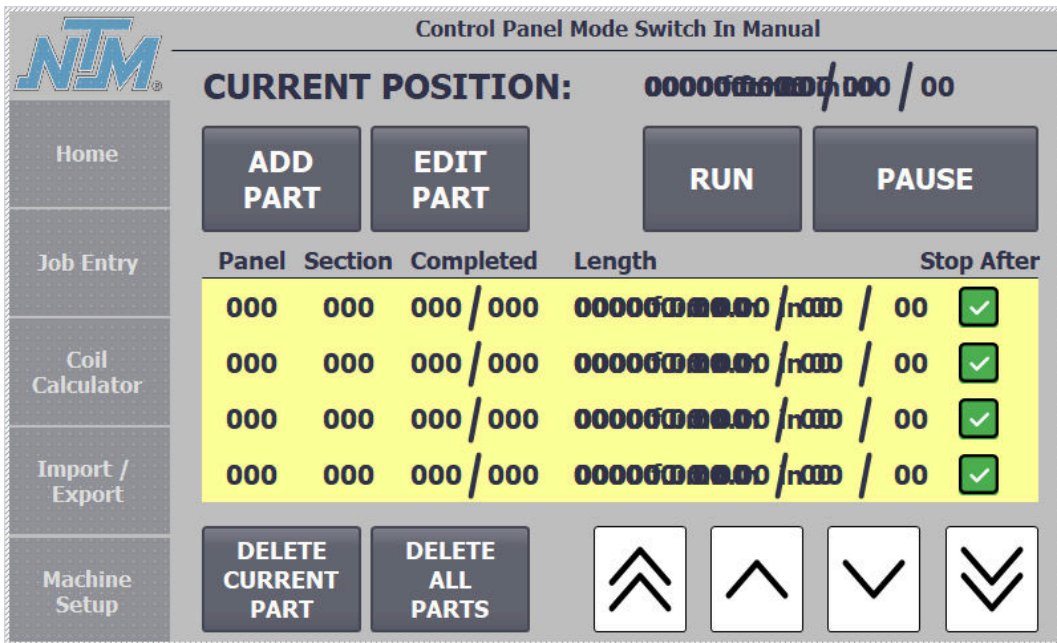 Control Panel Mode Switch In Manual
NTM
CURRENT POSITION:
/ 00
Home
ADD
PART
EDIT
PART
RUN
PAUSE
Job Entry
Panel Section Completed Length Stop After
000 000 000 / 000 / 00
000 000 000 / 000 / 00
Coil
Calculator
000 000 000 / 000 / 00
Import /
Export
000 000 000 / 000 / 00
DELETE
CURRENT
PART
DELETE
ALL
PARTS
Machine
Setup